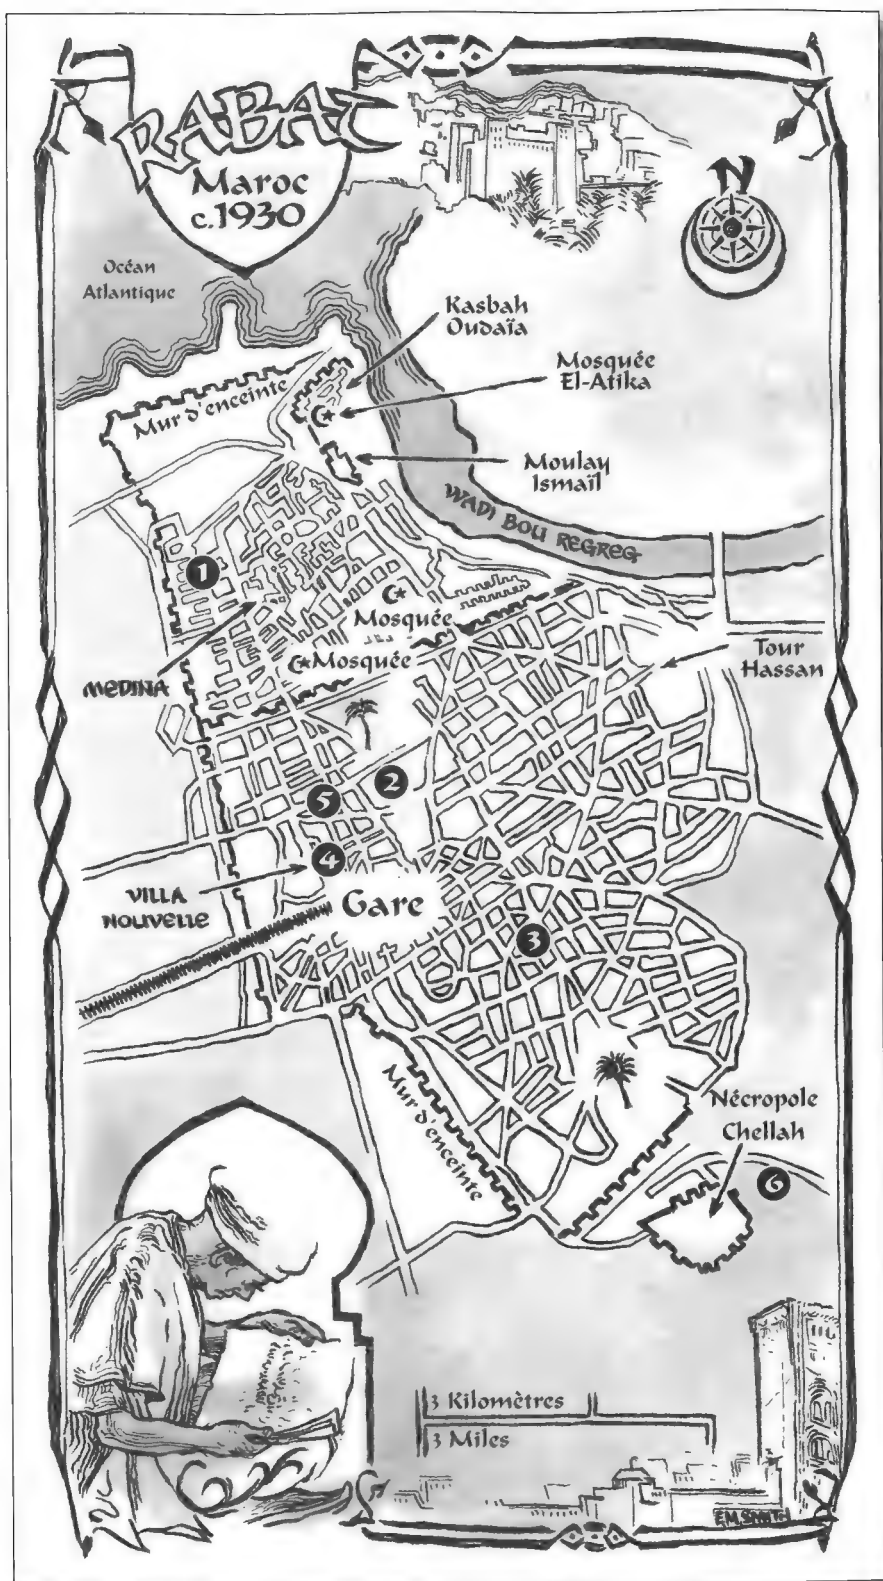 RABAT
Maroc
c.1930
N
Océan
Atlantique
Kasbah
Oudaïa
Mosquée
El-Atika
Mur d'enceinte
Moulay
Ismaïl
WADI BOU REGREG
1
Mosquée
Mosquée
Tour
Hassan
MEDINA
2
5
4
VILLA
NOUVELLE
Gare
3
Mur d'enceinte
Nécropole
Chellah
6
3 Kilomètres
3 Miles
E.M. SMITH